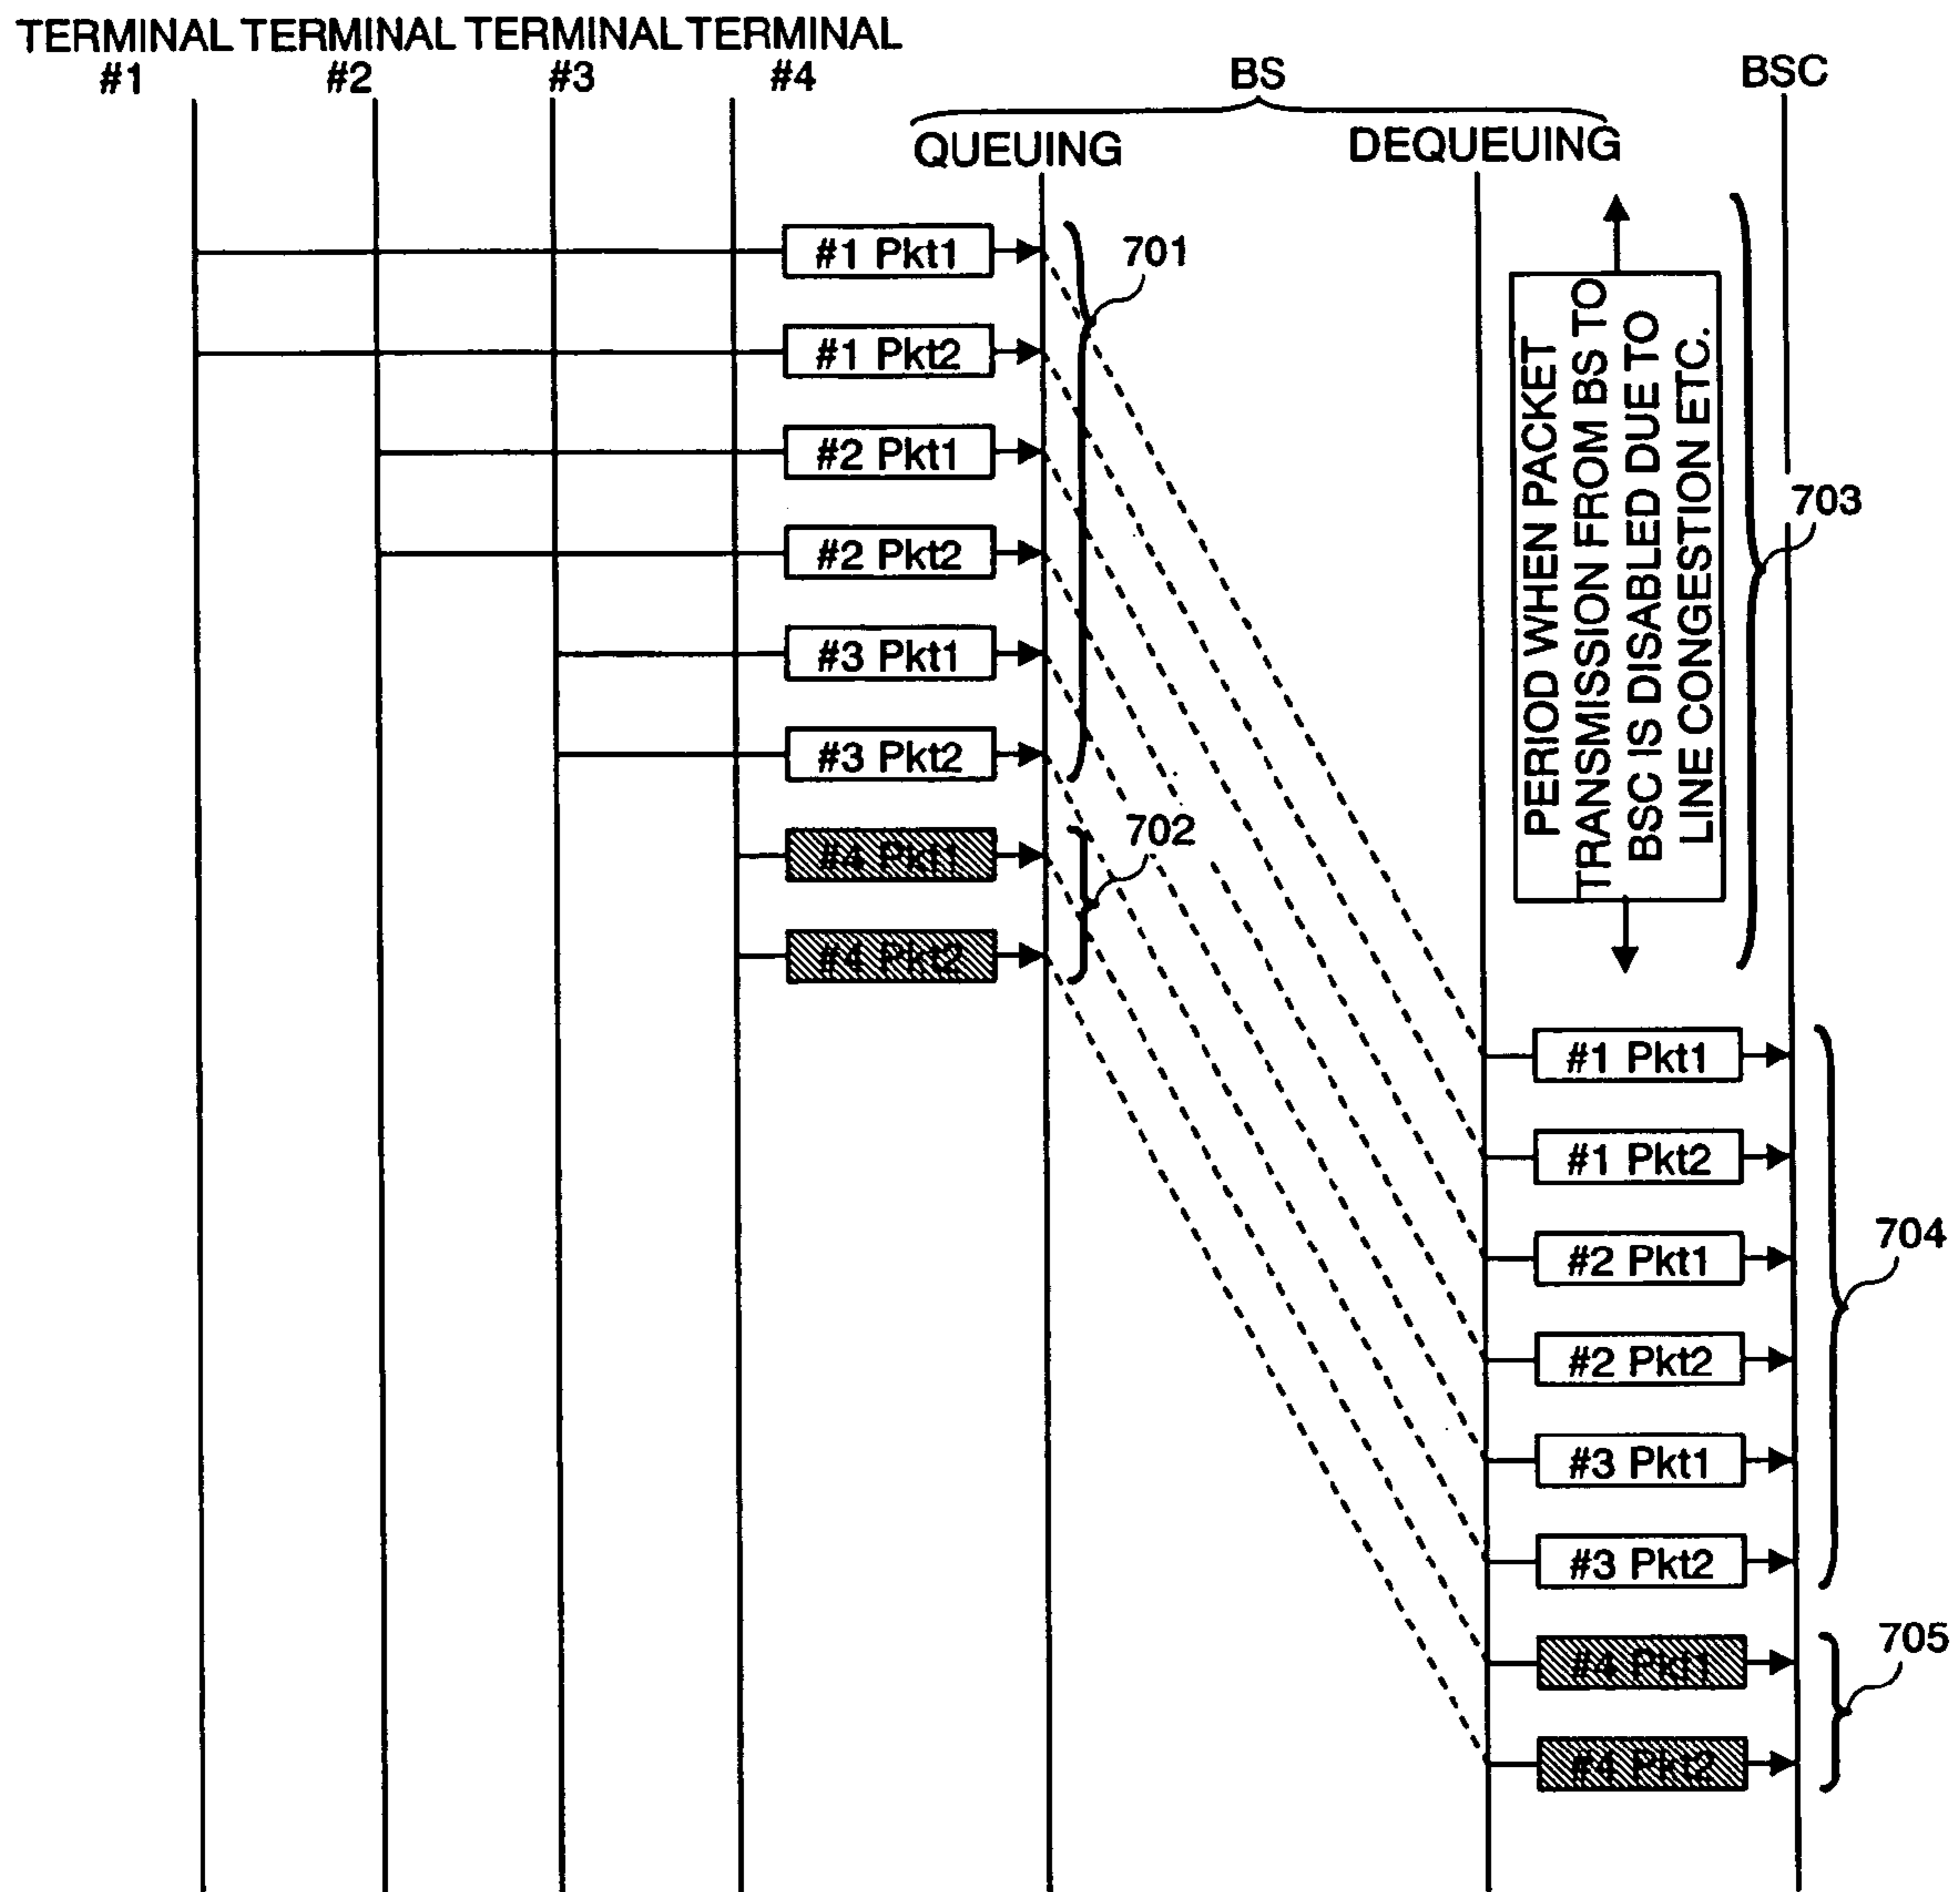 TERMINAL TERMINAL TERMINAL TERMINAL
#1 #2 #3 #4
BS
BSC
QUEUING
DEQUEUING
#1 Pkt1
#1 Pkt2
#2 Pkt1
#2 Pkt2
#3 Pkt1
#3 Pkt2
#4 Pkt1
#4 Pkt2
701
702
PERIOD WHEN PACKET
TRANSMISSION FROM BS TO
BSC IS DISABLED DUE TO
LINE CONGESTION ETC.
703
#1 Pkt1
#1 Pkt2
#2 Pkt1
#2 Pkt2
#3 Pkt1
#3 Pkt2
#4 Pkt1
#4 Pkt2
704
705